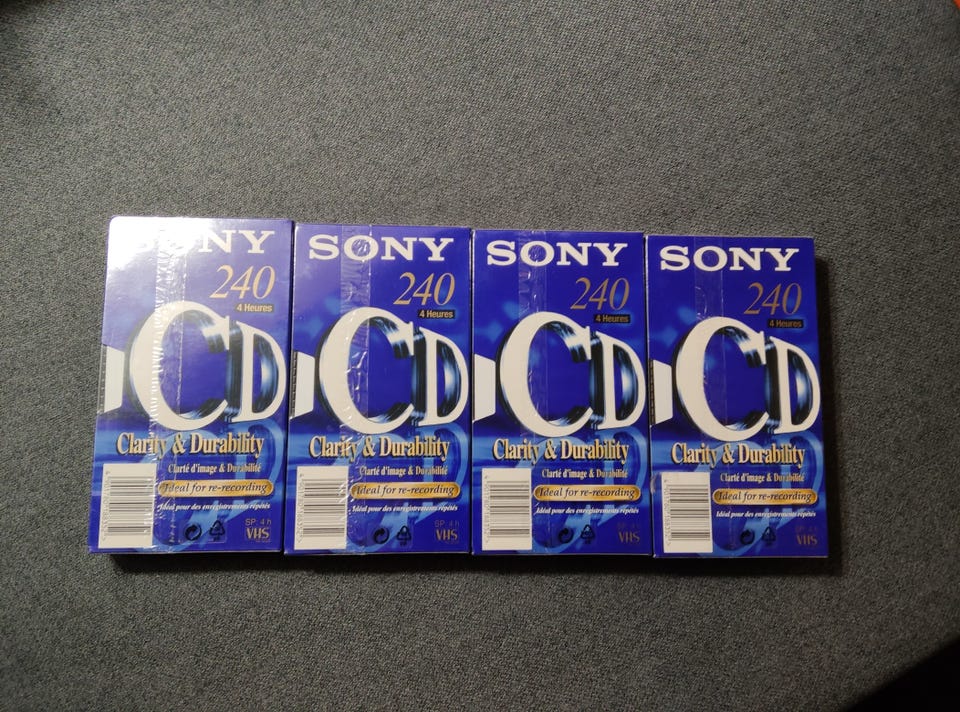 SONY
240
4 Heures
CD
Clarity & Durability
Clarté d'image & Durabilité
Ideal for re-recording
Idéal pour des enregistrements répétés
SP: 4 h
VHS
SONY
240
4 Heures
CD
Clarity & Durability
Clarté d'image & Durabilité
Ideal for re-recording
Idéal pour des enregistrements répétés
SP: 4 h
VHS
SONY
240
4 Heures
CD
Clarity & Durability
Clarté d'image & Durabilité
Ideal for re-recording
Idéal pour des enregistrements répétés
SP: 4 h
VHS
SONY
240
4 Heures
CD
Clarity & Durability
Clarté d'image & Durabilité
Ideal for re-recording
Idéal pour des enregistrements répétés
SP: 4 h
VHS